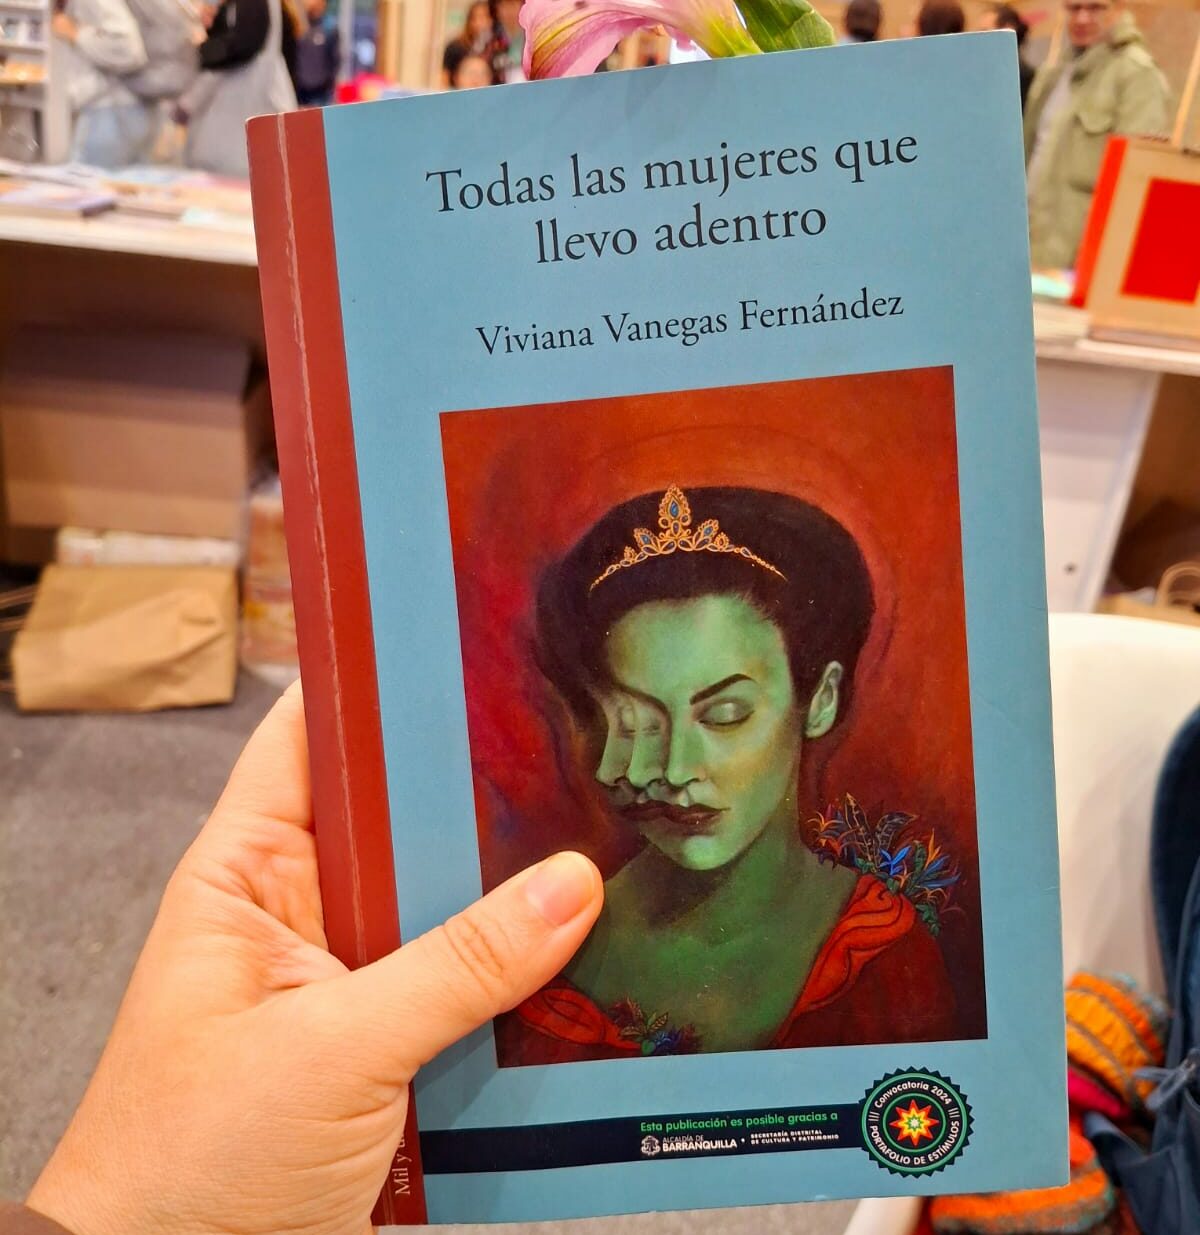 Todas las mujeres que
llevo adentro
Viviana Vanegas Fernández
Esta publicación es posible gracias a
ALCALDÍA DE
BARRANQUILLA
SECRETARÍA DISTRITAL
DE CULTURA Y PATRIMONIO
Convocatoria 2024
PORTAFOLIO DE ESTÍMULOS
Mil y